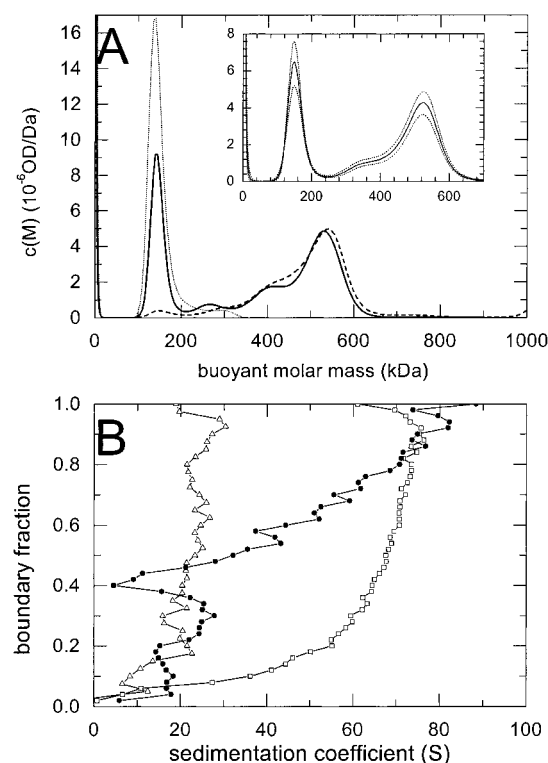 A
16
14
12
10
8
6
4
2
0
c(M) (10⁻⁶OD/Da)
0 200 400 600 800 1000
buoyant molar mass (kDa)
8
6
4
2
0
0 200 400 600
B
1.0
0.8
0.6
0.4
0.2
0.0
boundary fraction
0 20 40 60 80 100
sedimentation coefficient (S)